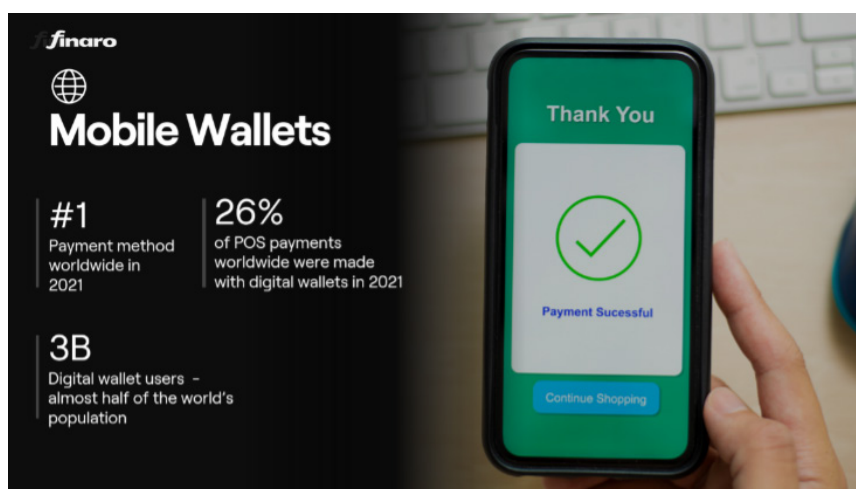 finaro
Mobile Wallets
#1
Payment method
worldwide in
2021
26%
of POS payments
worldwide were made
with digital wallets in 2021
3B
Digital wallet users -
almost half of the world's
population
Thank You
Payment Sucessful
Continue Shopping